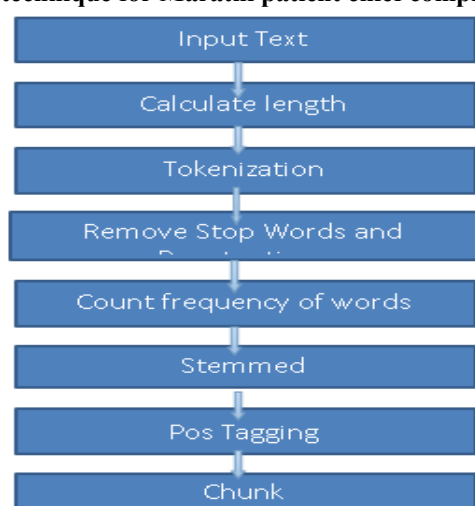 technique for Marathi patient chief
Input Text
Calculate length
Tokenization
Remove Stop Words and
Count frequency of words
Stemmed
Pos Tagging
Chunk